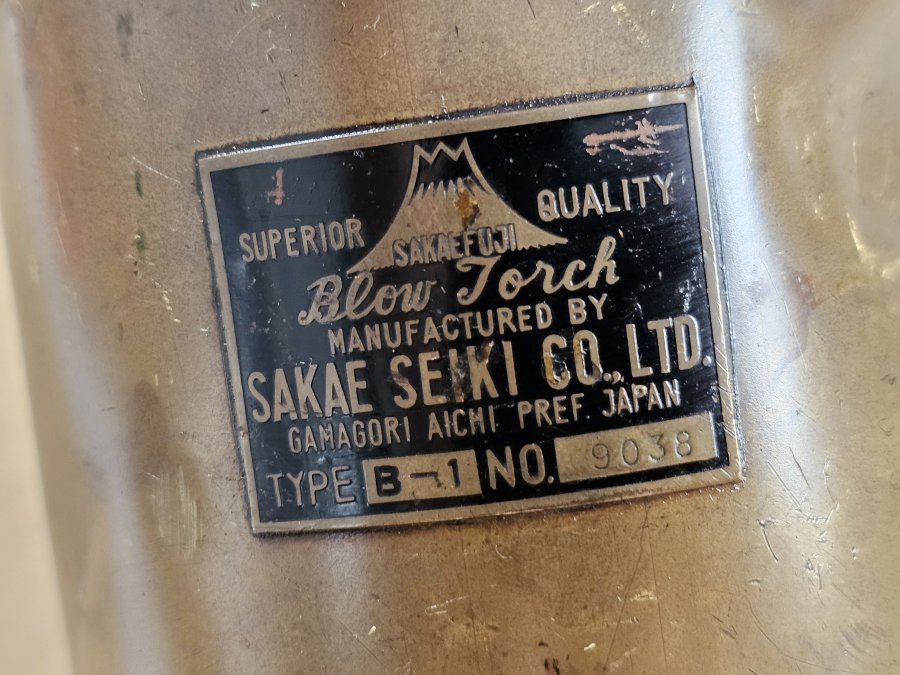 SUPERIOR QUALITY
SAKAEFUJI
Blow Torch
MANUFACTURED BY
SAKAE SEIKI CO., LTD.
GAMAGORI AICHI PREF. JAPAN
TYPE B-1 NO. 9038